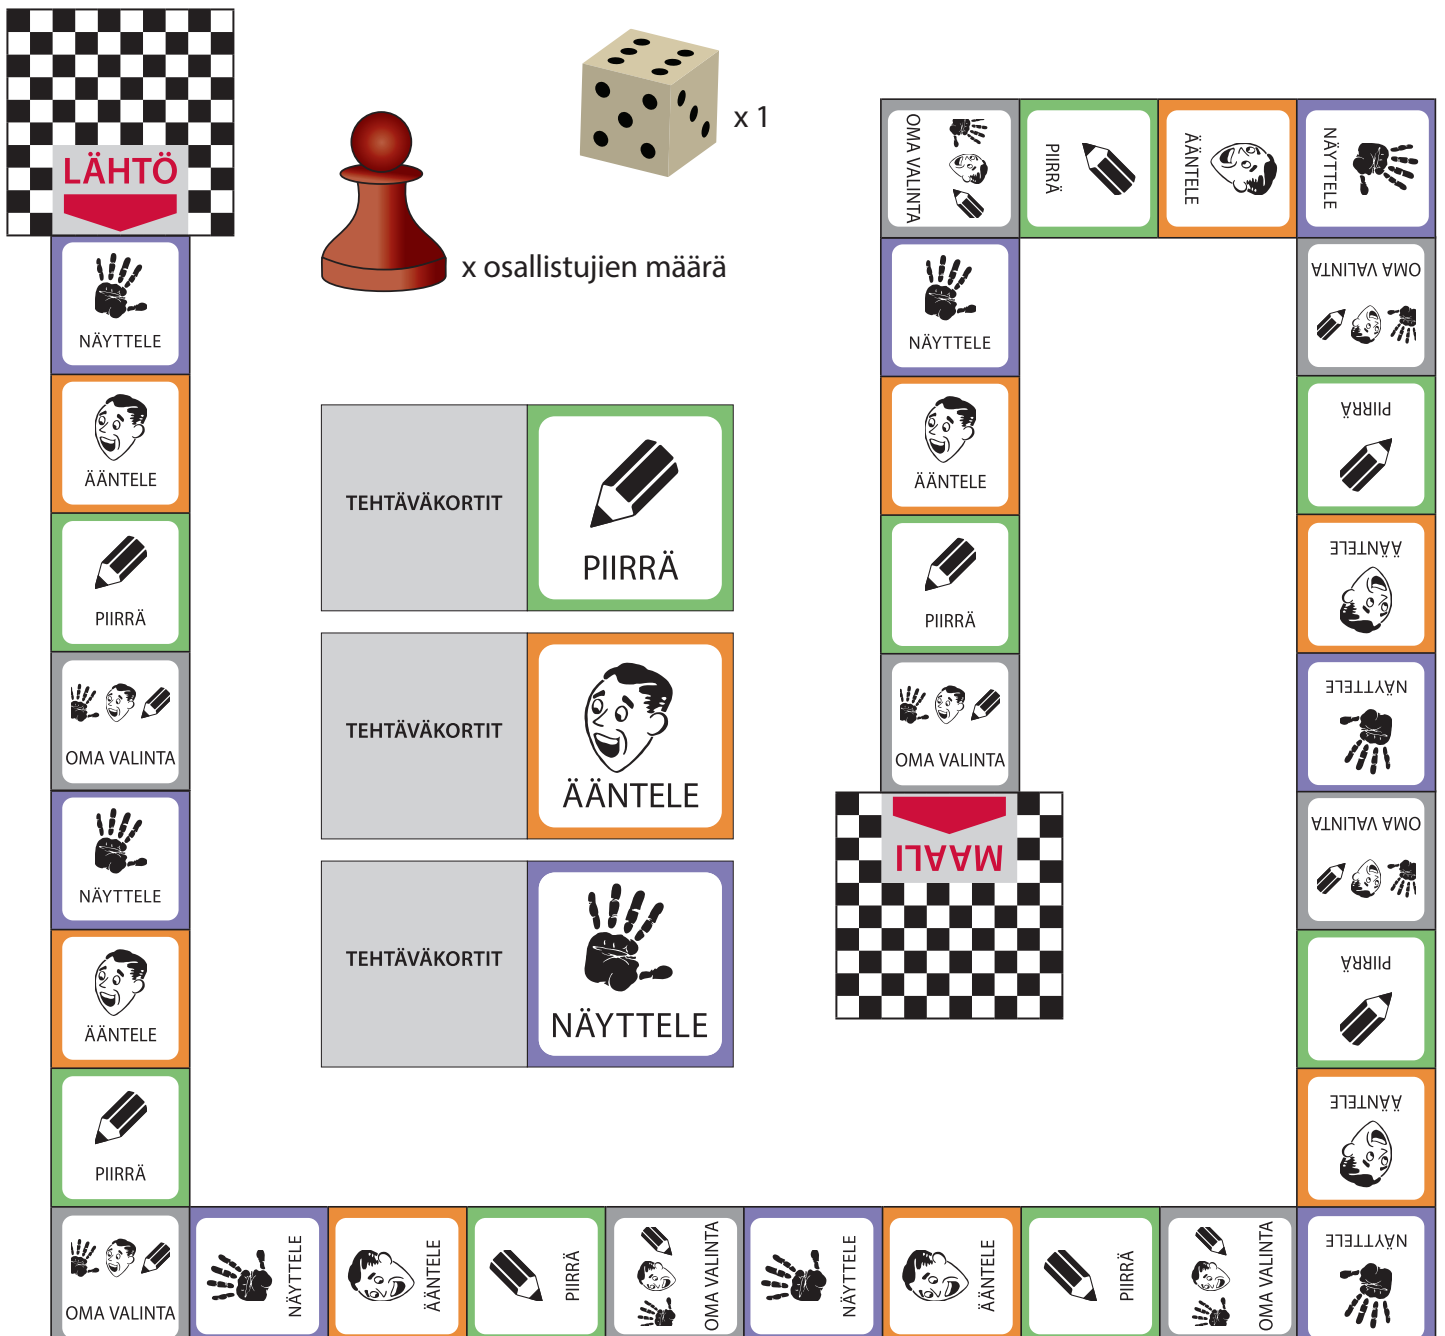 LÄHTÖ
x 1
x osallistujien määrä
NÄYTTELE
ÄÄNTELE
PIIRRÄ
OMA VALINTA
NÄYTTELE
ÄÄNTELE
PIIRRÄ
OMA VALINTA
NÄYTTELE
ÄÄNTELE
PIIRRÄ
OMA VALINTA
NÄYTTELE
ÄÄNTELE
PIIRRÄ
OMA VALINTA
NÄYTTELE
ÄÄNTELE
PIIRRÄ
OMA VALINTA
NÄYTTELE
ÄÄNTELE
PIIRRÄ
OMA VALINTA
NÄYTTELE
ÄÄNTELE
PIIRRÄ
OMA VALINTA
NÄYTTELE
ÄÄNTELE
PIIRRÄ
OMA VALINTA
MAALI
TEHTÄVÄKORTIT
PIIRRÄ
TEHTÄVÄKORTIT
ÄÄNTELE
TEHTÄVÄKORTIT
NÄYTTELE